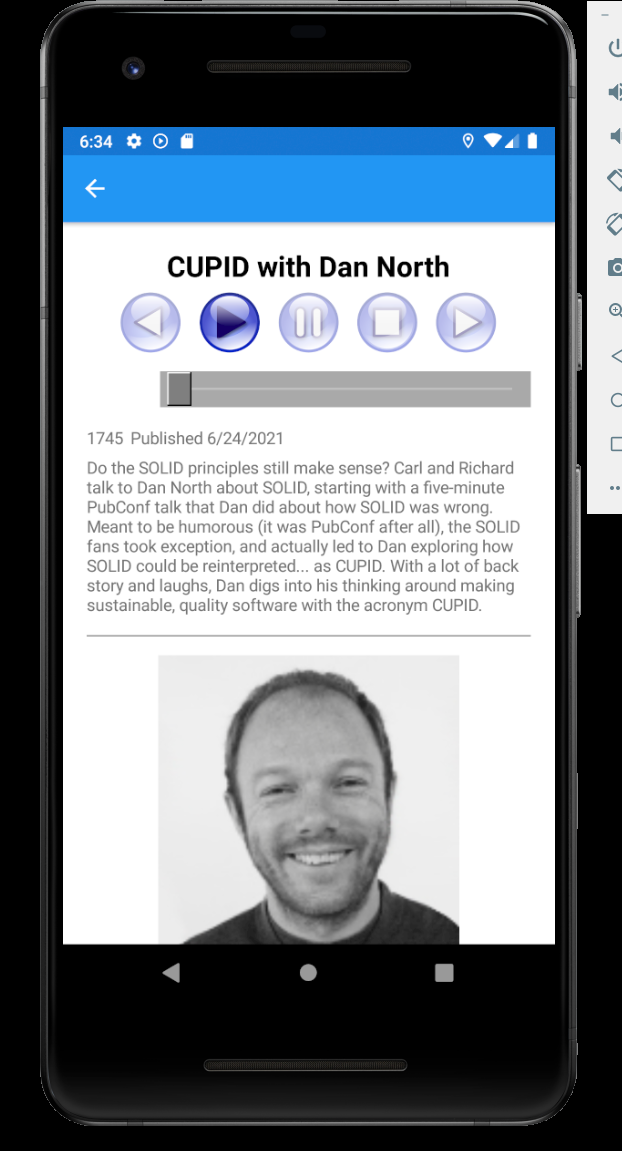 6:34
CUPID with Dan North
1745 Published 6/24/2021
Do the SOLID principles still make sense? Carl and Richard
talk to Dan North about SOLID, starting with a five-minute
PubConf talk that Dan did about how SOLID was wrong.
Meant to be humorous (it was PubConf after all), the SOLID
fans took exception, and actually led to Dan exploring how
SOLID could be reinterpreted... as CUPID. With a lot of back
story and laughs, Dan digs into his thinking around making
sustainable, quality software with the acronym CUPID.